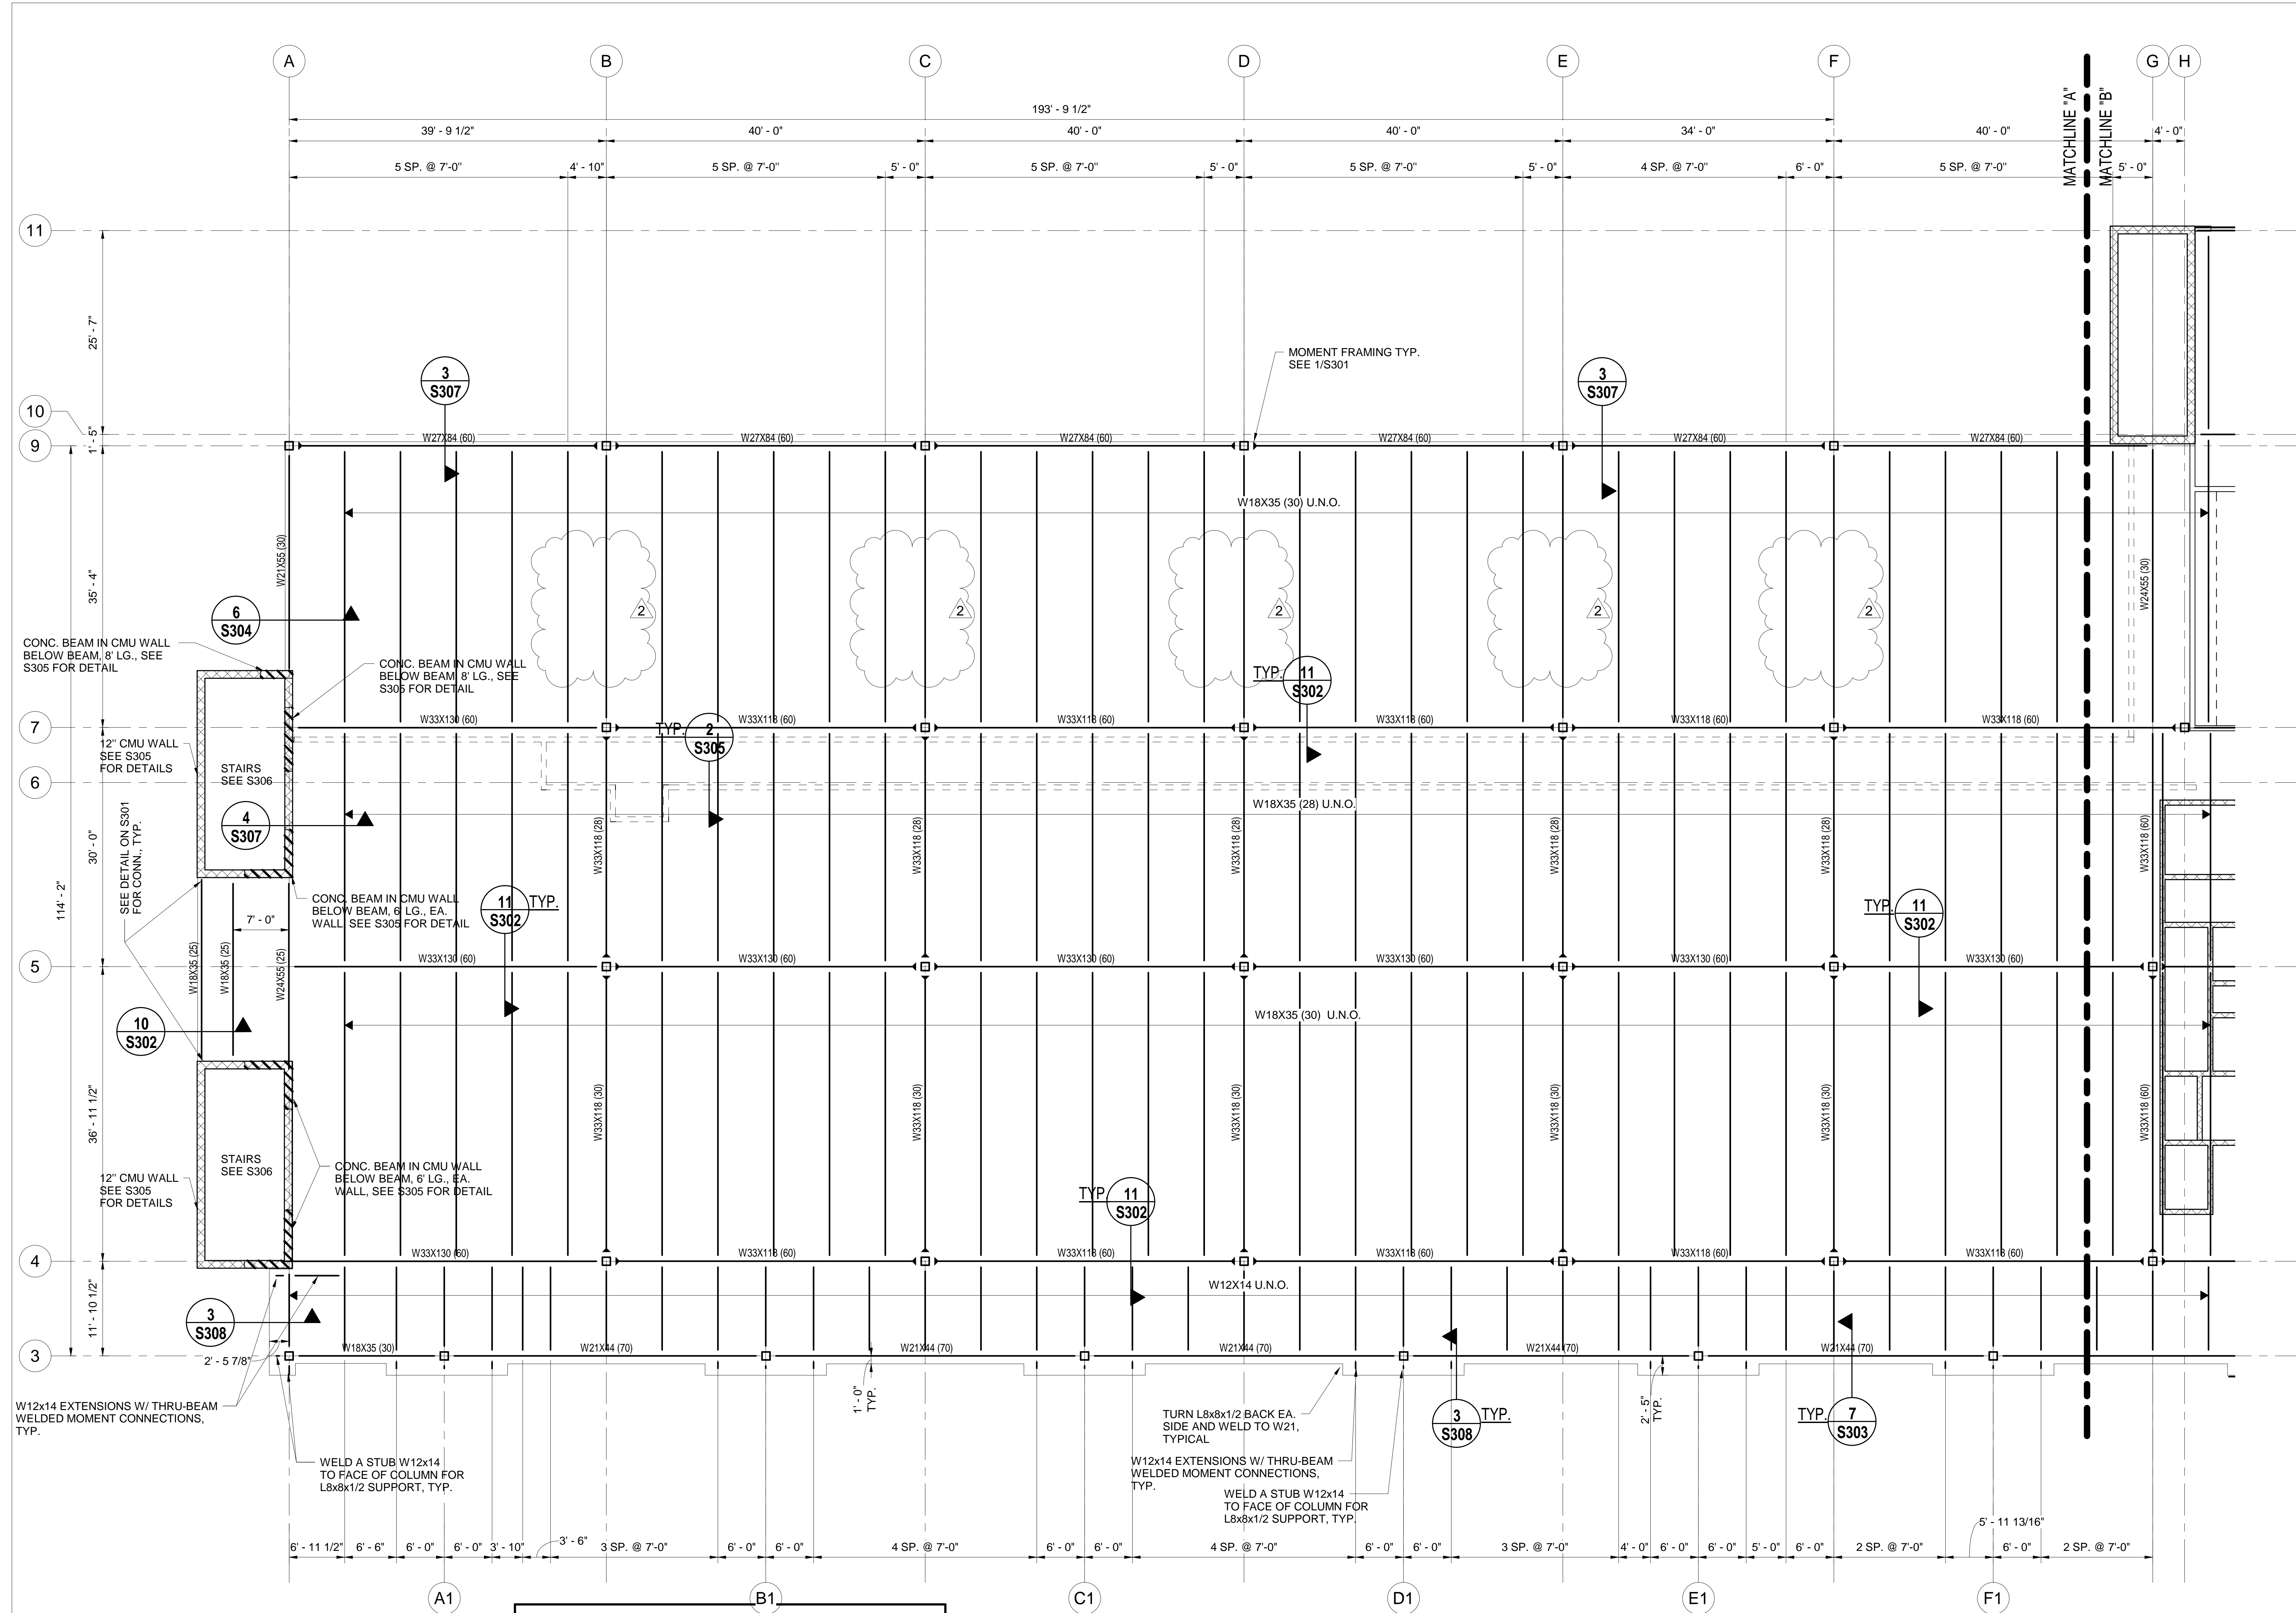 A
B
C
D
E
F
G
H
MATCHLINE "A"
MATCHLINE "B"
193' - 9 1/2"
39' - 9 1/2"
40' - 0"
40' - 0"
40' - 0"
34' - 0"
40' - 0"
4' - 0"
5 SP. @ 7'-0"
4' - 10"
5 SP. @ 7'-0"
5' - 0"
5 SP. @ 7'-0"
5' - 0"
5 SP. @ 7'-0"
5' - 0"
4 SP. @ 7'-0"
6' - 0"
5 SP. @ 7'-0"
5' - 0"
11
25' - 7"
MOMENT FRAMING TYP.
SEE 1/S301
3
S307
3
S307
10
1' - 5"
9
W27X84 (60)
W27X84 (60)
W27X84 (60)
W27X84 (60)
W27X84 (60)
W27X84 (60)
W18X35 (30) U.N.O.
35' - 4"
W21X55 (30)
W24X55 (30)
2
2
2
2
2
6
S304
CONC. BEAM IN CMU WALL
BELOW BEAM, 8' LG., SEE
S305 FOR DETAIL
CONC. BEAM IN CMU WALL
BELOW BEAM, 8' LG., SEE
S305 FOR DETAIL
TYP.
11
S302
7
W33X130 (60)
W33X118 (60)
W33X118 (60)
W33X118 (60)
W33X118 (60)
W33X118 (60)
TYP.
2
S305
12" CMU WALL
SEE S305
FOR DETAILS
STAIRS
SEE S306
6
W18X35 (28) U.N.O.
4
S307
SEE DETAIL ON S301
FOR CONN., TYP.
30' - 0"
114' - 2"
W33X118 (28)
W33X118 (28)
W33X118 (28)
W33X118 (28)
W33X118 (28)
W33X118 (60)
CONC. BEAM IN CMU WALL
BELOW BEAM, 6' LG., EA.
WALL, SEE S305 FOR DETAIL
11
S302
TYP.
TYP.
11
S302
7' - 0"
W18X35 (25)
W18X35 (25)
W24X55 (25)
5
W33X130 (60)
W33X130 (60)
W33X130 (60)
W33X130 (60)
W33X130 (60)
W33X130 (60)
10
S302
W18X35 (30)  U.N.O.
36' - 11 1/2"
W33X118 (30)
W33X118 (30)
W33X118 (30)
W33X118 (30)
W33X118 (30)
W33X118 (60)
STAIRS
SEE S306
12" CMU WALL
SEE S305
FOR DETAILS
CONC. BEAM IN CMU WALL
BELOW BEAM, 6' LG., EA.
WALL, SEE S305 FOR DETAIL
TYP.
11
S302
4
W33X130 (60)
W33X118 (60)
W33X118 (60)
W33X118 (60)
W33X118 (60)
W33X118 (60)
W12X14 U.N.O.
11' - 10 1/2"
3
S308
3
2' - 5 7/8"
W18X35 (30)
W21X44 (70)
W21X44 (70)
W21X44 (70)
W21X44 (70)
W21X44 (70)
1' - 0"
TYP.
2' - 5"
TYP.
W12x14 EXTENSIONS W/ THRU-BEAM
WELDED MOMENT CONNECTIONS,
TYP.
WELD A STUB W12x14
TO FACE OF COLUMN FOR
L8x8x1/2 SUPPORT, TYP.
TURN L8x8x1/2 BACK EA.
SIDE AND WELD TO W21,
TYPICAL
W12x14 EXTENSIONS W/ THRU-BEAM
WELDED MOMENT CONNECTIONS,
TYP.
WELD A STUB W12x14
TO FACE OF COLUMN FOR
L8x8x1/2 SUPPORT, TYP.
3
S308
TYP.
TYP.
7
S303
6' - 11 1/2"
6' - 6"
6' - 0"
6' - 0"
3' - 10"
3' - 6"
3 SP. @ 7'-0"
6' - 0"
6' - 0"
4 SP. @ 7'-0"
6' - 0"
6' - 0"
4 SP. @ 7'-0"
6' - 0"
6' - 0"
3 SP. @ 7'-0"
4' - 0"
6' - 0"
6' - 0"
5' - 0"
6' - 0"
2 SP. @ 7'-0"
5' - 11 13/16"
6' - 0"
2 SP. @ 7'-0"
A1
B1
C1
D1
E1
F1